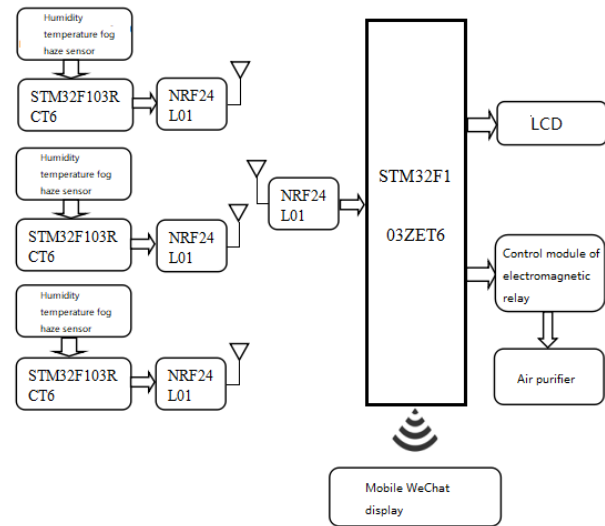 Humidity
temperature fog
haze sensor
STM32F103R
CT6
NRF24
L01
Humidity
temperature fog
haze sensor
STM32F103R
CT6
NRF24
L01
Humidity
temperature fog
haze sensor
STM32F103R
CT6
NRF24
L01
NRF24
L01
STM32F1
03ZET6
LCD
Control module of
electromagnetic
relay
Air purifier
Mobile WeChat
display